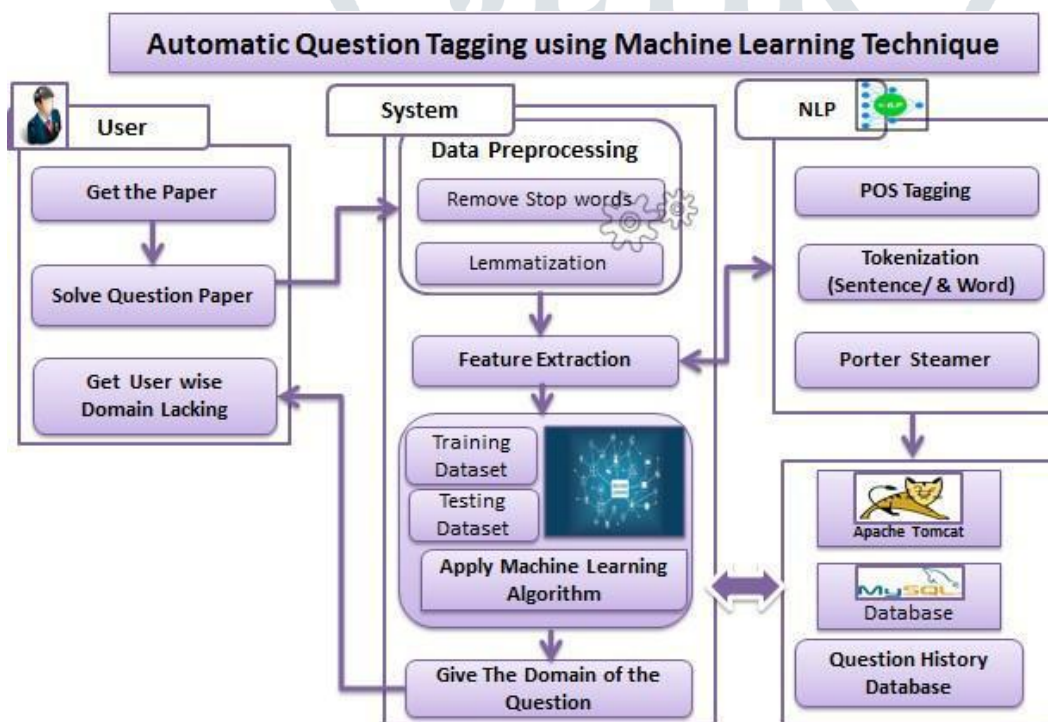 Automatic Question Tagging using Machine Learning Technique
User
Get the Paper
Solve Question Paper
Get User wise
Domain Lacking
System
Data Preprocessing
Remove Stop words
Lemmatization
Feature Extraction
Training
Dataset
Testing
Dataset
Apply Machine Learning
Algorithm
Give The Domain of the
Question
NLP
POS Tagging
Tokenization
(Sentence/ & Word)
Porter Steamer
Apache Tomcat
MySQL
Database
Question History
Database